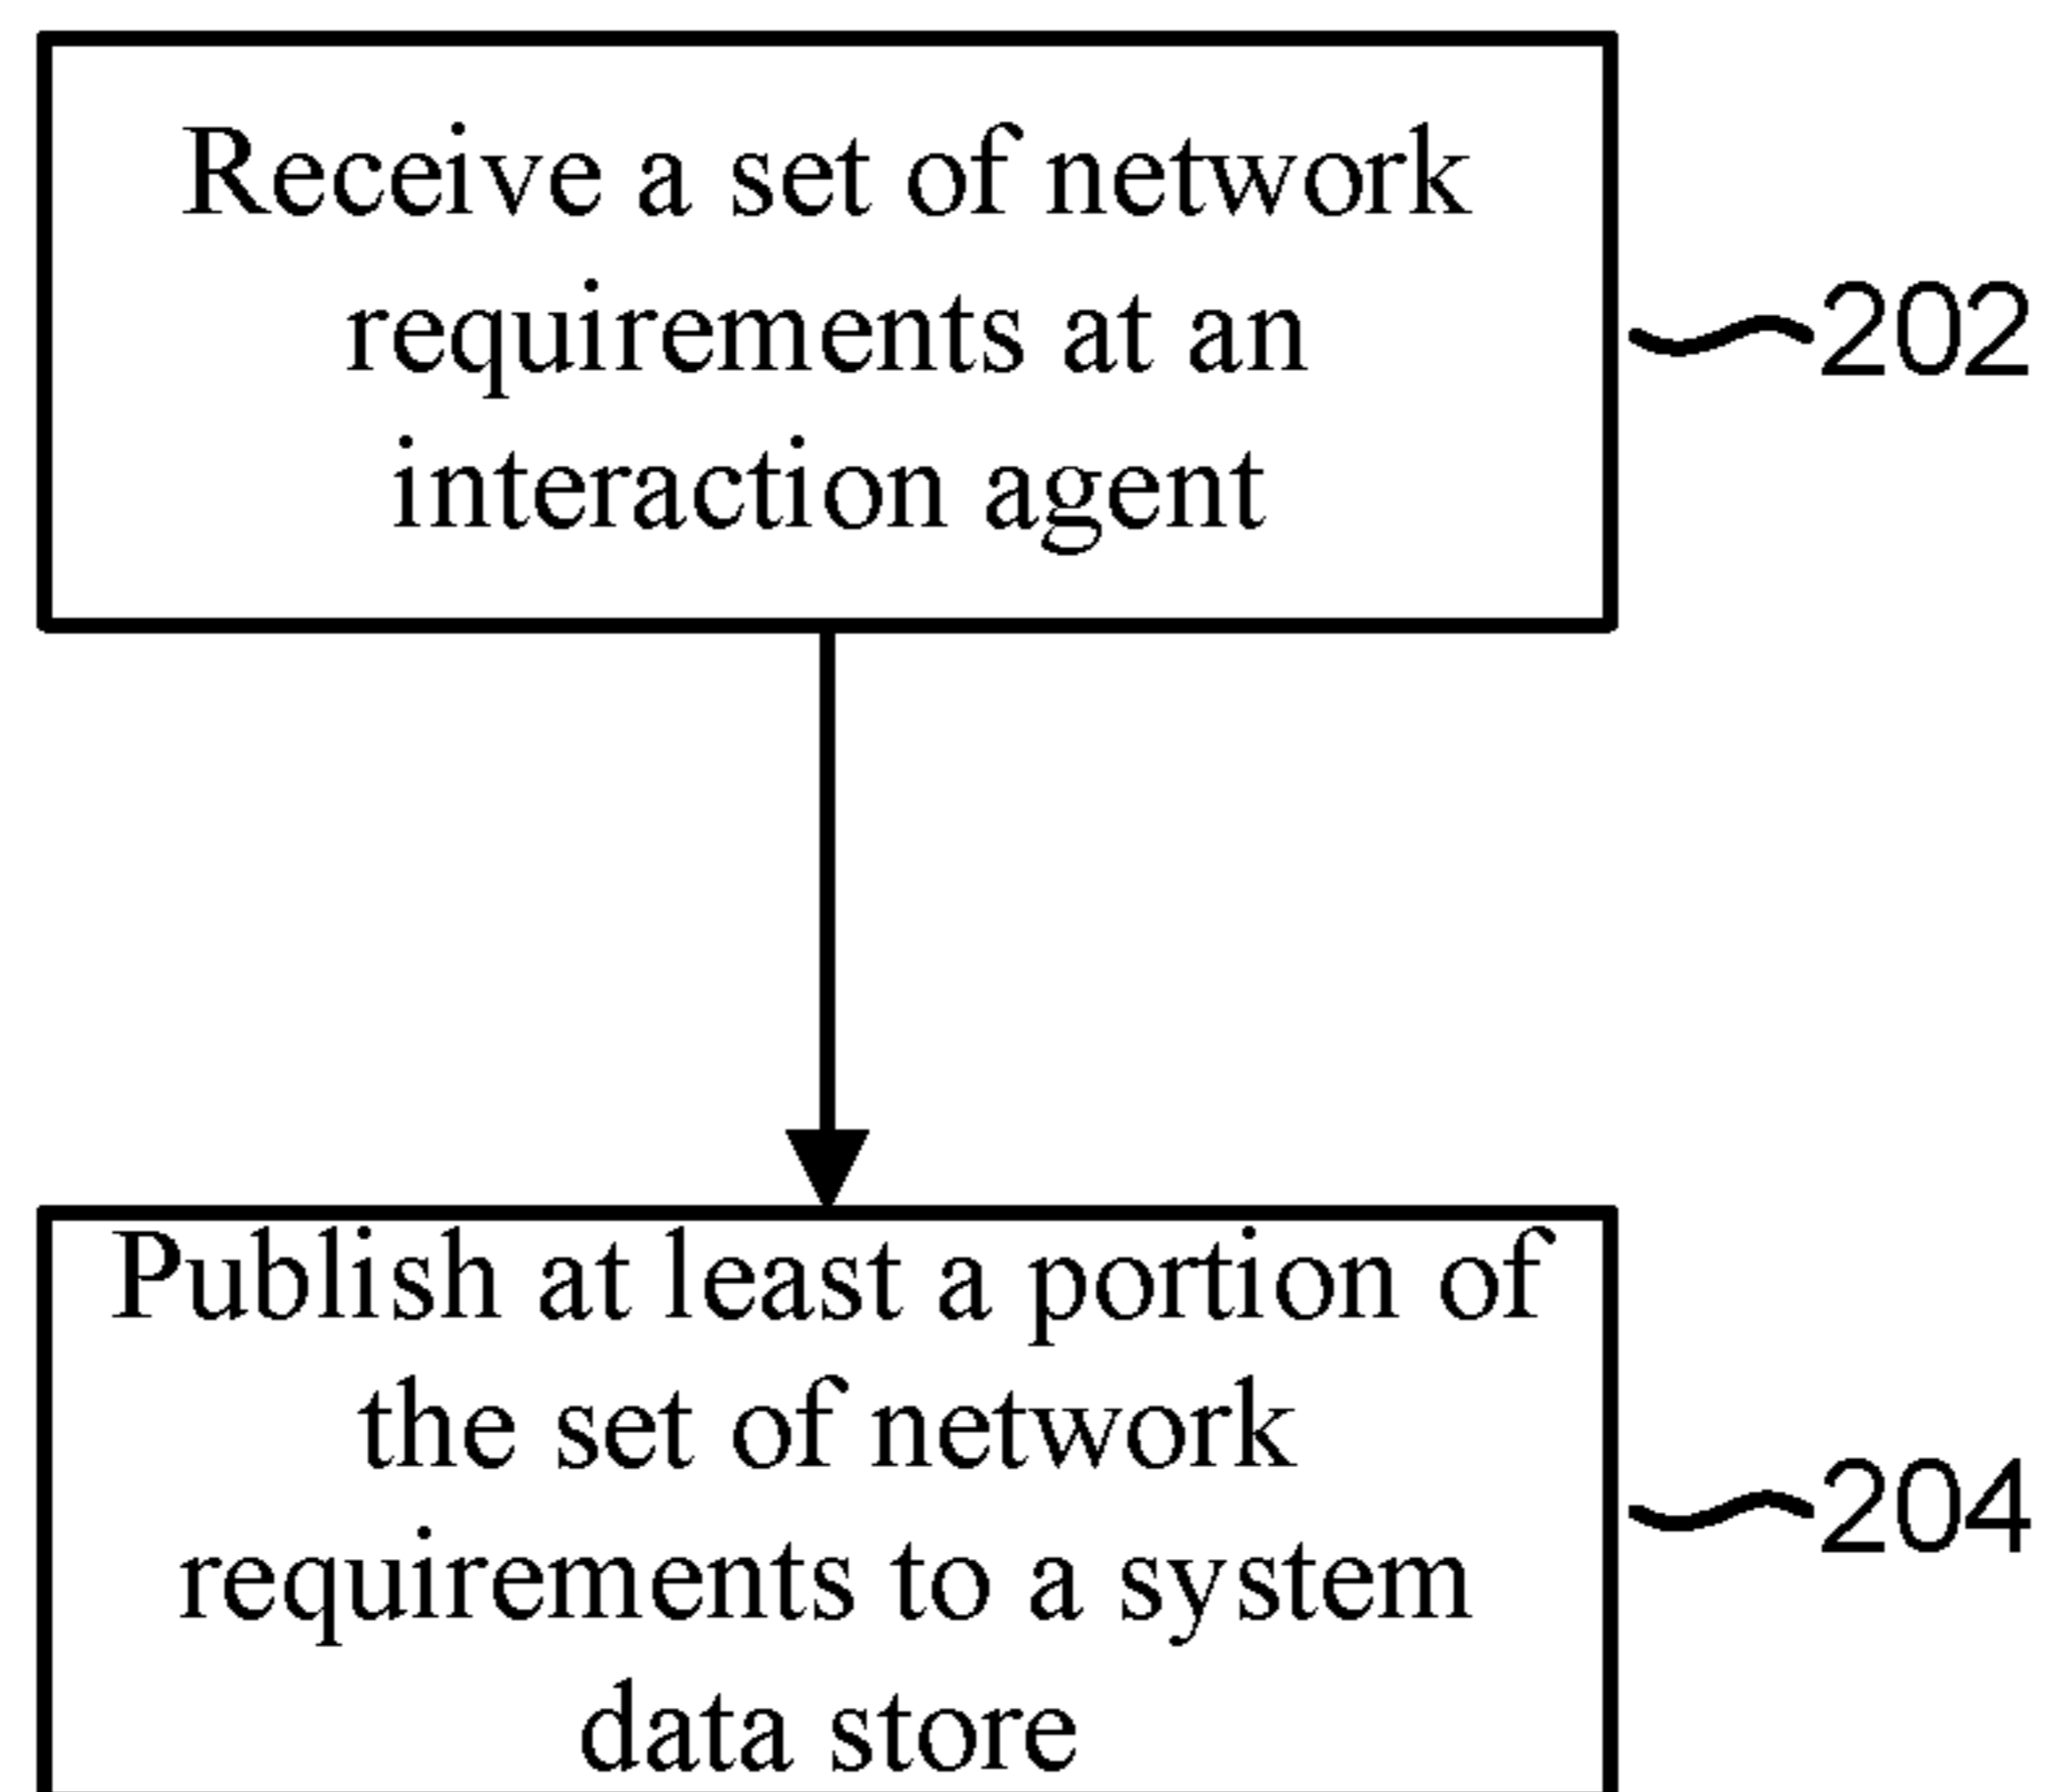 Receive a set of network
requirements at an
interaction agent
202
Publish at least a portion of
the set of network
requirements to a system
data store
204